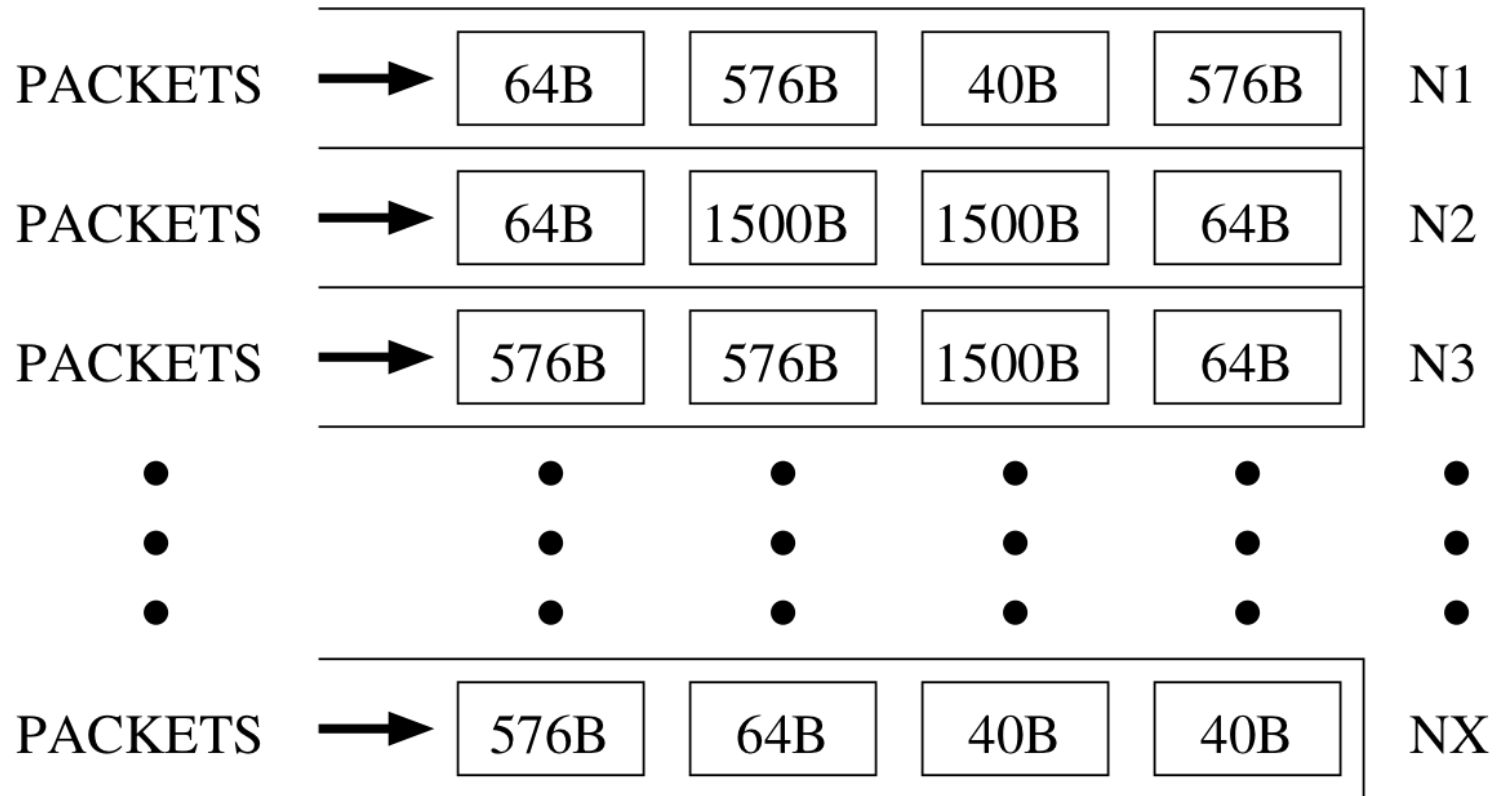 PACKETS 64B 576B 40B 576B N1
PACKETS 64B 1500B 1500B 64B N2
PACKETS 576B 576B 1500B 64B N3
PACKETS 576B 64B 40B 40B NX